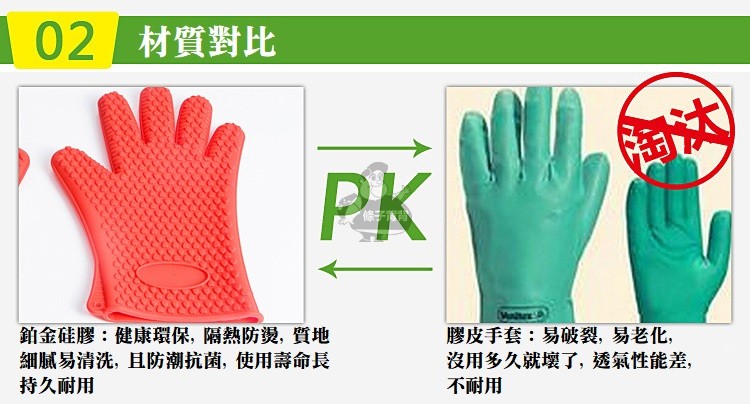 02 材質對比
淘汰
PK
條子
鉑金硅膠：健康環保, 隔熱防燙, 質地
細膩易清洗, 且防潮抗菌, 使用壽命長
持久耐用
膠皮手套：易破裂, 易老化,
沒用多久就壞了, 透氣性能差,
不耐用